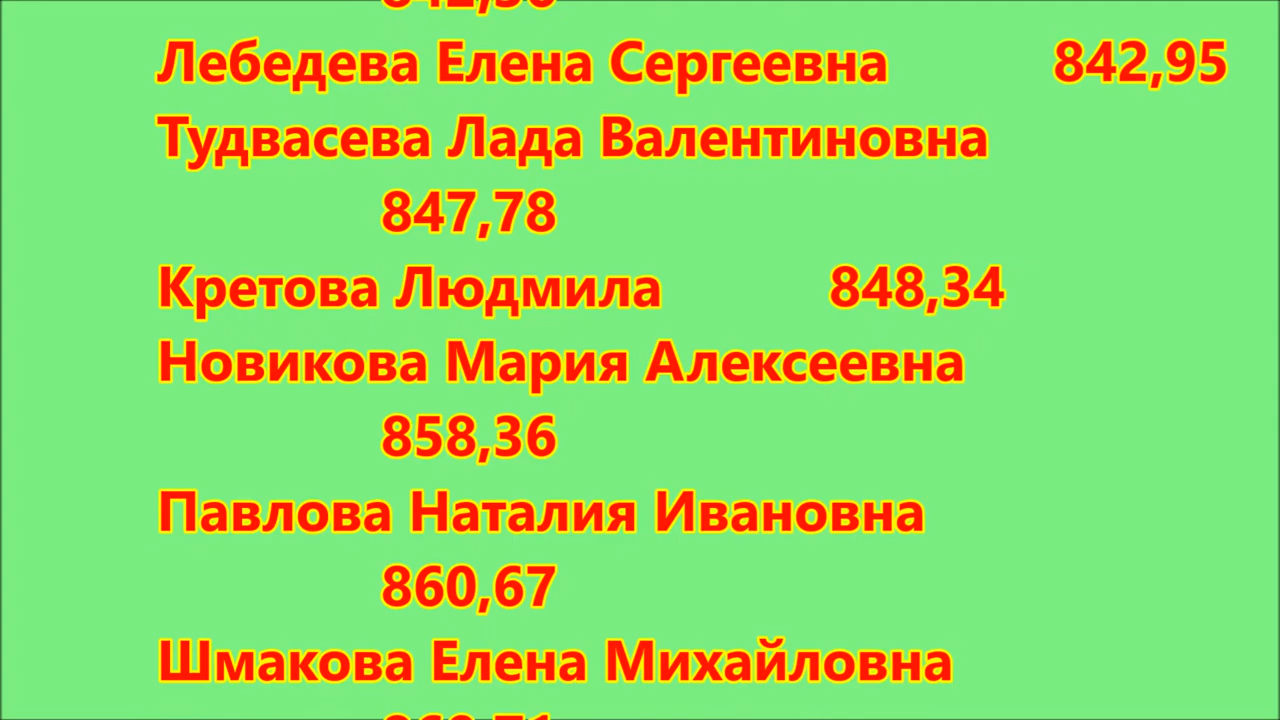 Лебедева Елена Сергеевна 842,95
Тудвасева Лада Валентиновна
847,78
Кретова Людмила 848,34
Новикова Мария Алексеевна
858,36
Павлова Наталия Ивановна
860,67
Шмакова Елена Михайловна